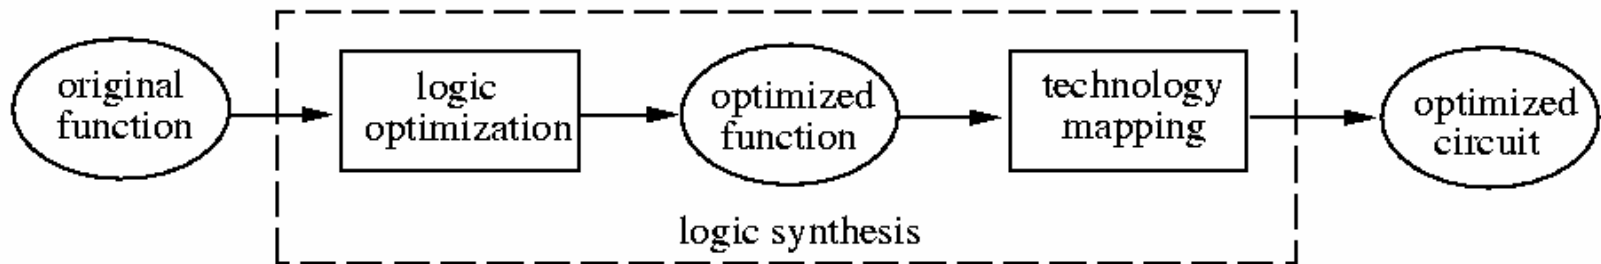 original
function
logic
optimization
optimized
function
technology
mapping
optimized
circuit
logic synthesis